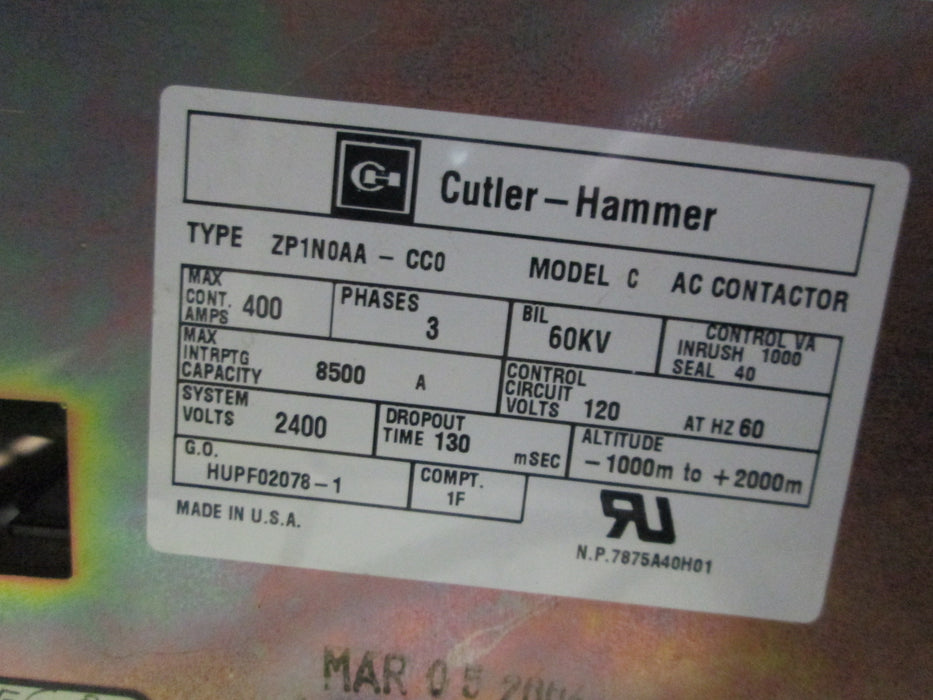 Cutler-Hammer
TYPE ZP1N0AA - CC0 MODEL C AC CONTACTOR
MAX CONT. AMPS 400
PHASES 3
BIL 60KV
CONTROL VA
INRUSH 1000
SEAL 40
MAX INTRPTG CAPACITY 8500 A
CONTROL CIRCUIT VOLTS 120 AT HZ 60
SYSTEM VOLTS 2400
DROPOUT TIME 130 mSEC
ALTITUDE
-1000m to +2000m
G.O.
HUPF02078-1
COMPT.
1F
MADE IN U.S.A.
N.P.7875A40H01
MAR 05